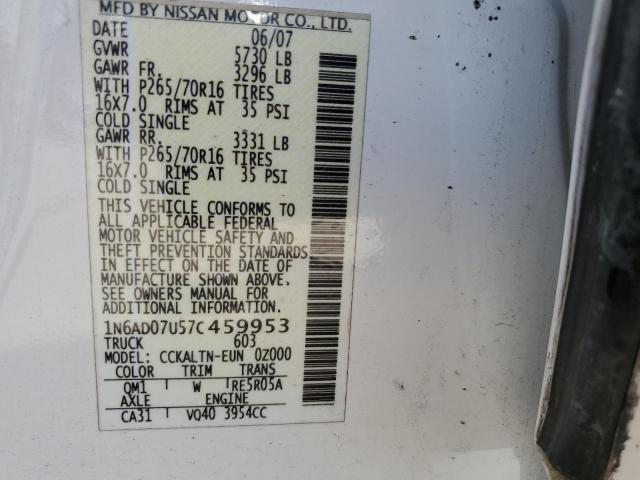 MFD BY NISSAN MOTOR CO., LTD.
DATE 06/07
GVWR 5730 LB
GAWR FR. 3296 LB
WITH P265/70R16 TIRES
16X7.0 RIMS AT 35 PSI
COLD SINGLE
GAWR RR. 3331 LB
WITH P265/70R16 TIRES
16X7.0 RIMS AT 35 PSI
COLD SINGLE
THIS VEHICLE CONFORMS TO
ALL APPLICABLE FEDERAL
MOTOR VEHICLE SAFETY AND
THEFT PREVENTION STANDARDS
IN EFFECT ON THE DATE OF
MANUFACTURE SHOWN ABOVE.
SEE OWNERS MANUAL FOR
ADDITIONAL INFORMATION.
1N6AD07U57C459953
TRUCK 603
MODEL: CCKALTN-EUN 0Z000
COLOR TRIM TRANS
QM1 W RE5R05A
AXLE ENGINE
CA31 VQ40 3954CC